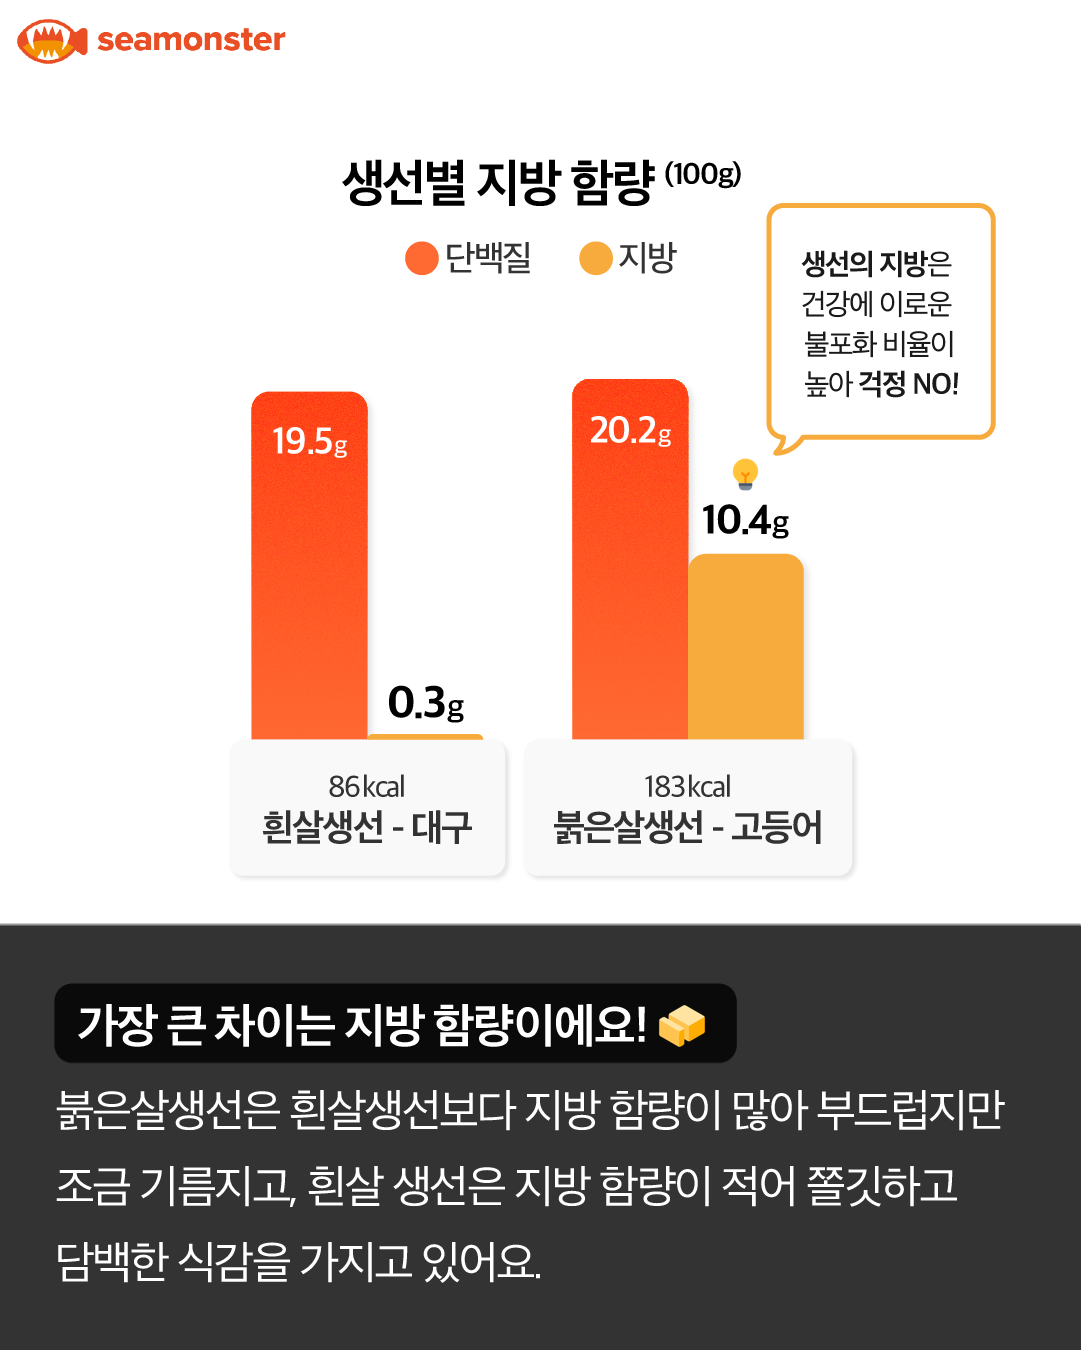 seamonster
생선별 지방 함량 (100g)
단백질 지방
생선의 지방은
건강에 이로운
불포화 비율이
높아 걱정 NO!
19.5g
0.3g
20.2g
10.4g
86kcal
흰살생선 - 대구
183kcal
붉은살생선 - 고등어
가장 큰 차이는 지방 함량이에요!
붉은살생선은 흰살생선보다 지방 함량이 많아 부드럽지만
조금 기름지고, 흰살 생선은 지방 함량이 적어 쫄깃하고
담백한 식감을 가지고 있어요.